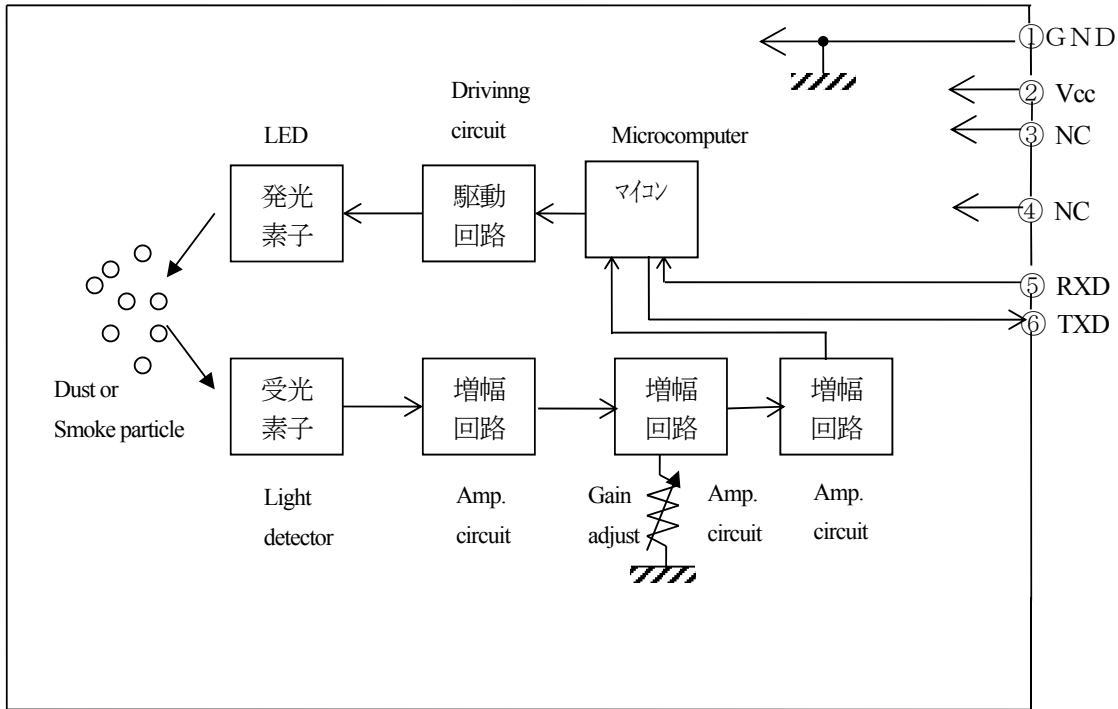 ①ＧＮＤ
② Vcc
③ NC
④ NC
⑤ RXD
⑥ TXD
Drivinng
circuit
LED
Microcomputer
発光
素子
駆動
回路
ﾏｲｺﾝ
Dust or
Smoke particle
受光
素子
増幅
回路
増幅
回路
増幅
回路
Light
detector
Amp.
circuit
Gain
adjust
Amp.
circuit
Amp.
circuit